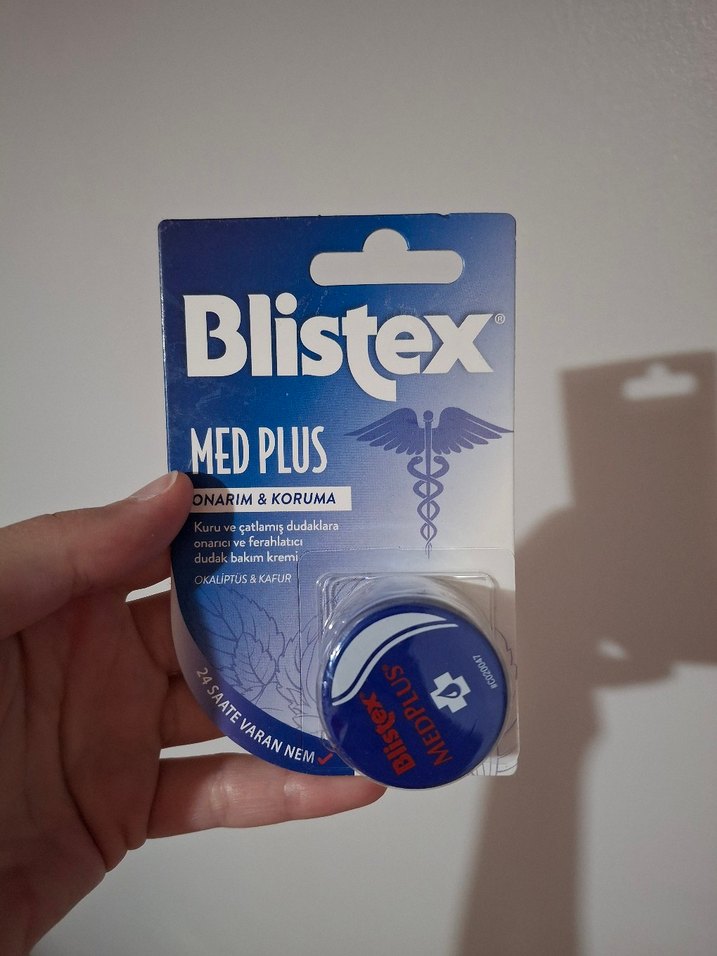 Blistex®
MED PLUS
ONARIM & KORUMA
Kuru ve çatlamış dudaklara
onarıcı ve ferahlatıcı
dudak bakım kremi
OKALİPTÜS & KAFUR
24 SAATE VARAN NEM
Blistex®
MEDPLUS
#C020047